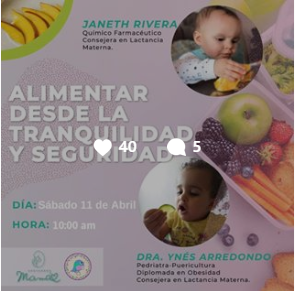 JANETH RIVERA
Químico Farmacéutico
Consejera en Lactancia
Materna.
ALIMENTAR
DESDE LA
TRANQUILIDAD
Y SEGURIDAD
40 5
DÍA: Sábado 11 de Abril
HORA: 10:00 am
DRA. YNÉS ARREDONDO
Pedriatra-Puericultura
Diplomada en Obesidad
Consejera en Lactancia Materna.